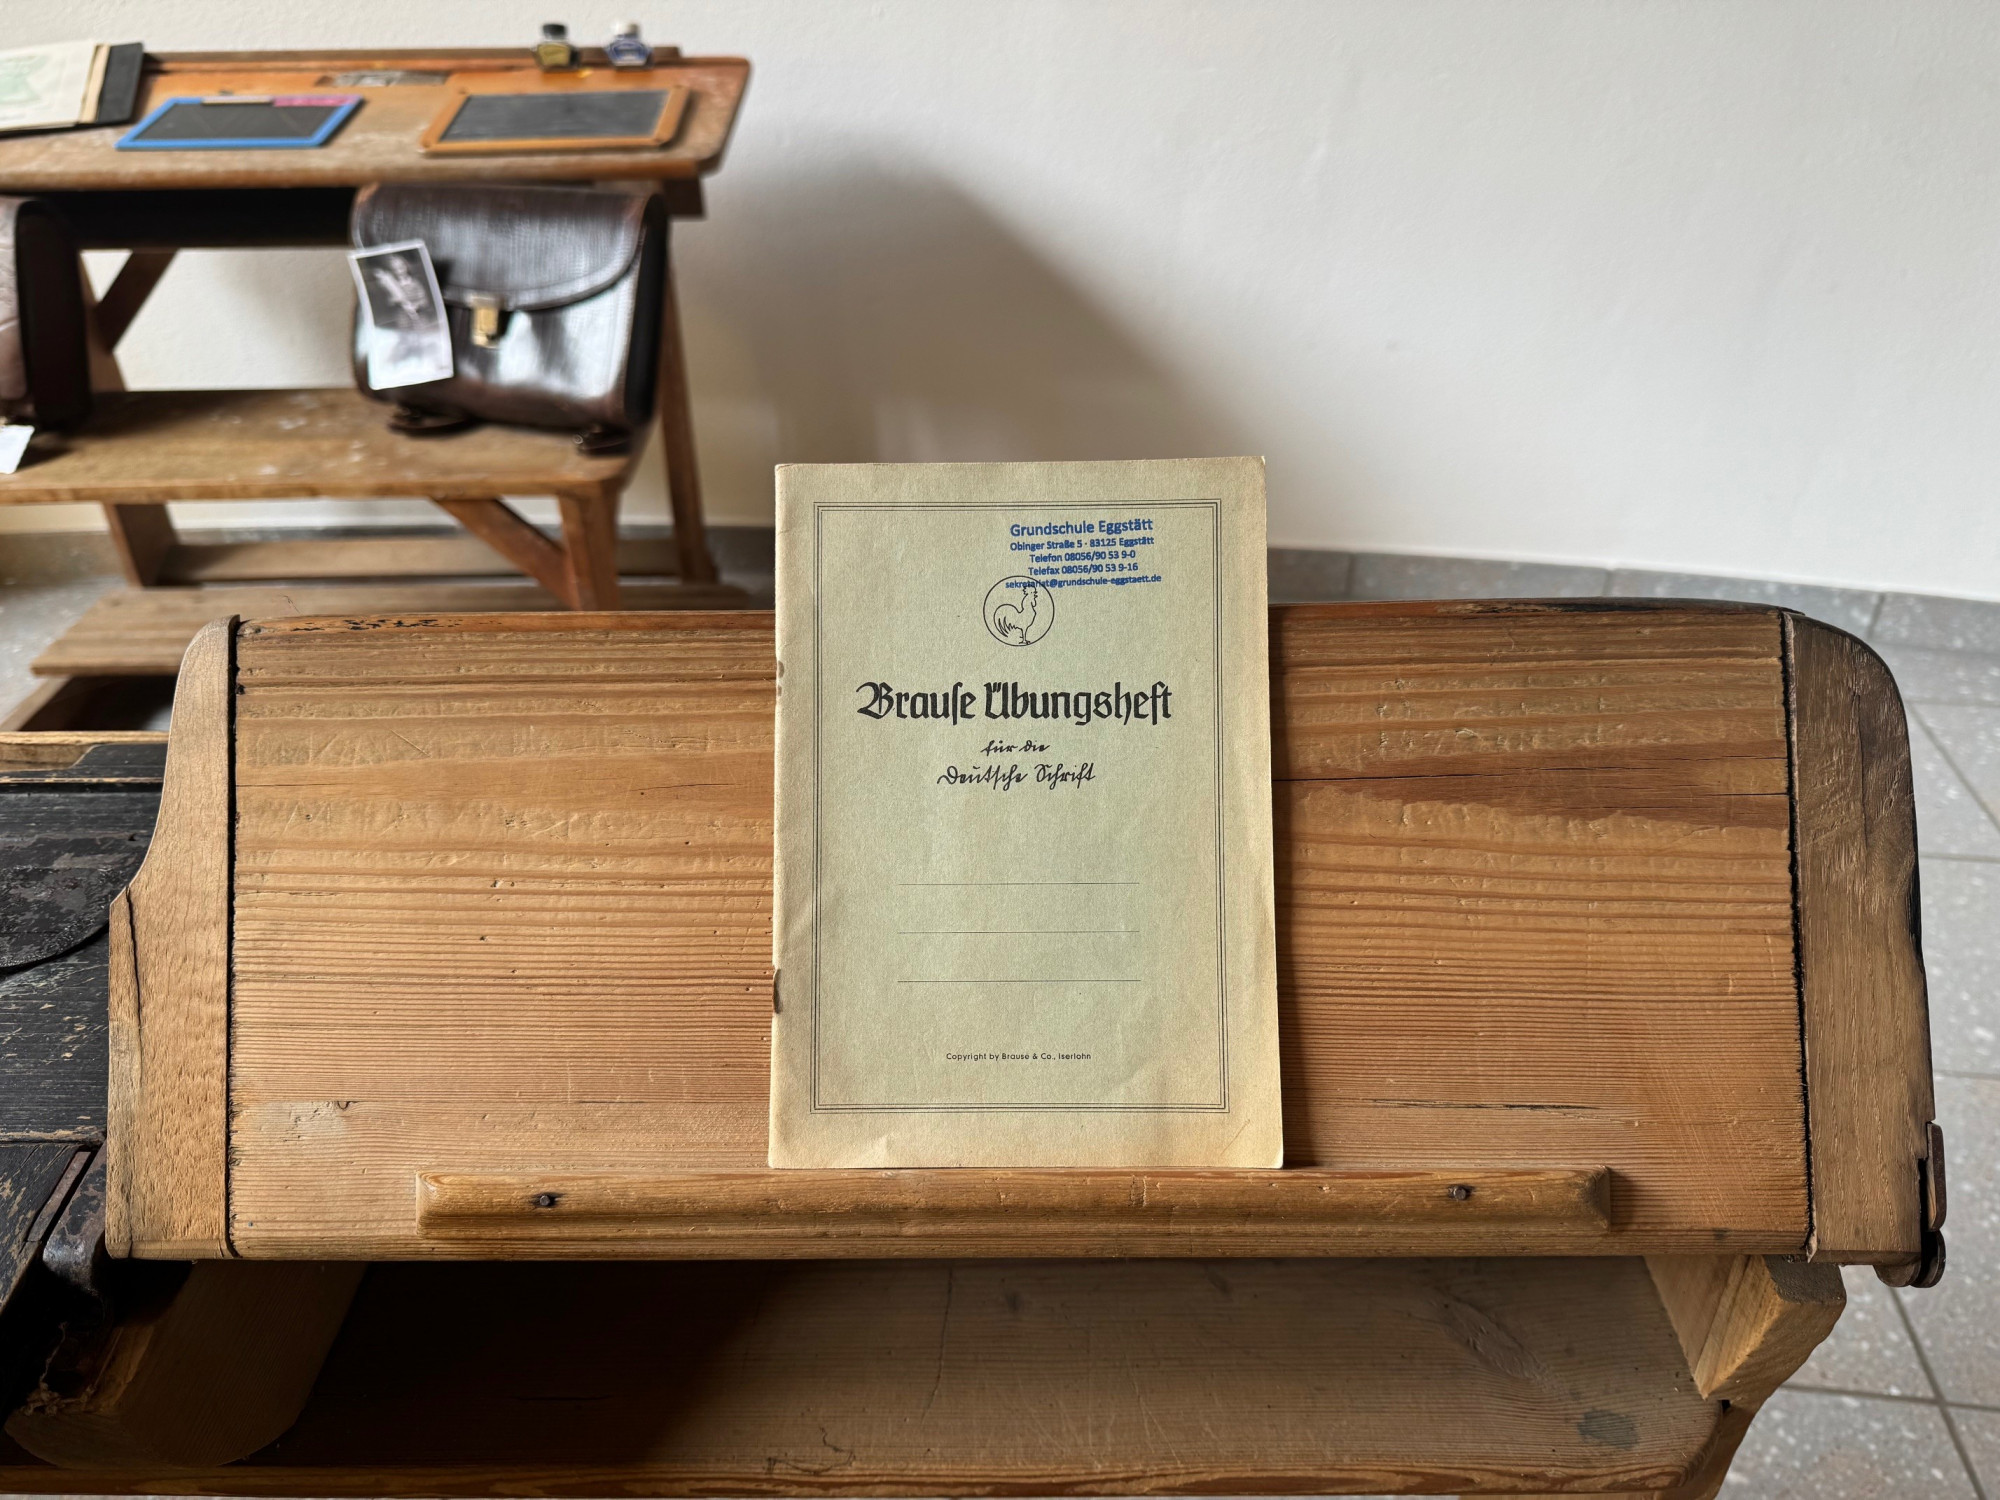 Grundschule Eggstätt
Obinger Straße 5 · 83125 Eggstätt
Telefon 08056/90 53 9-0
Telefax 08056/90 53 9-16
sekretariat@grundschule-eggstaett.de
Brauſe Übungsheft
für die
Deutſche Schrift
Copyright by Brause & Co., Iserlohn